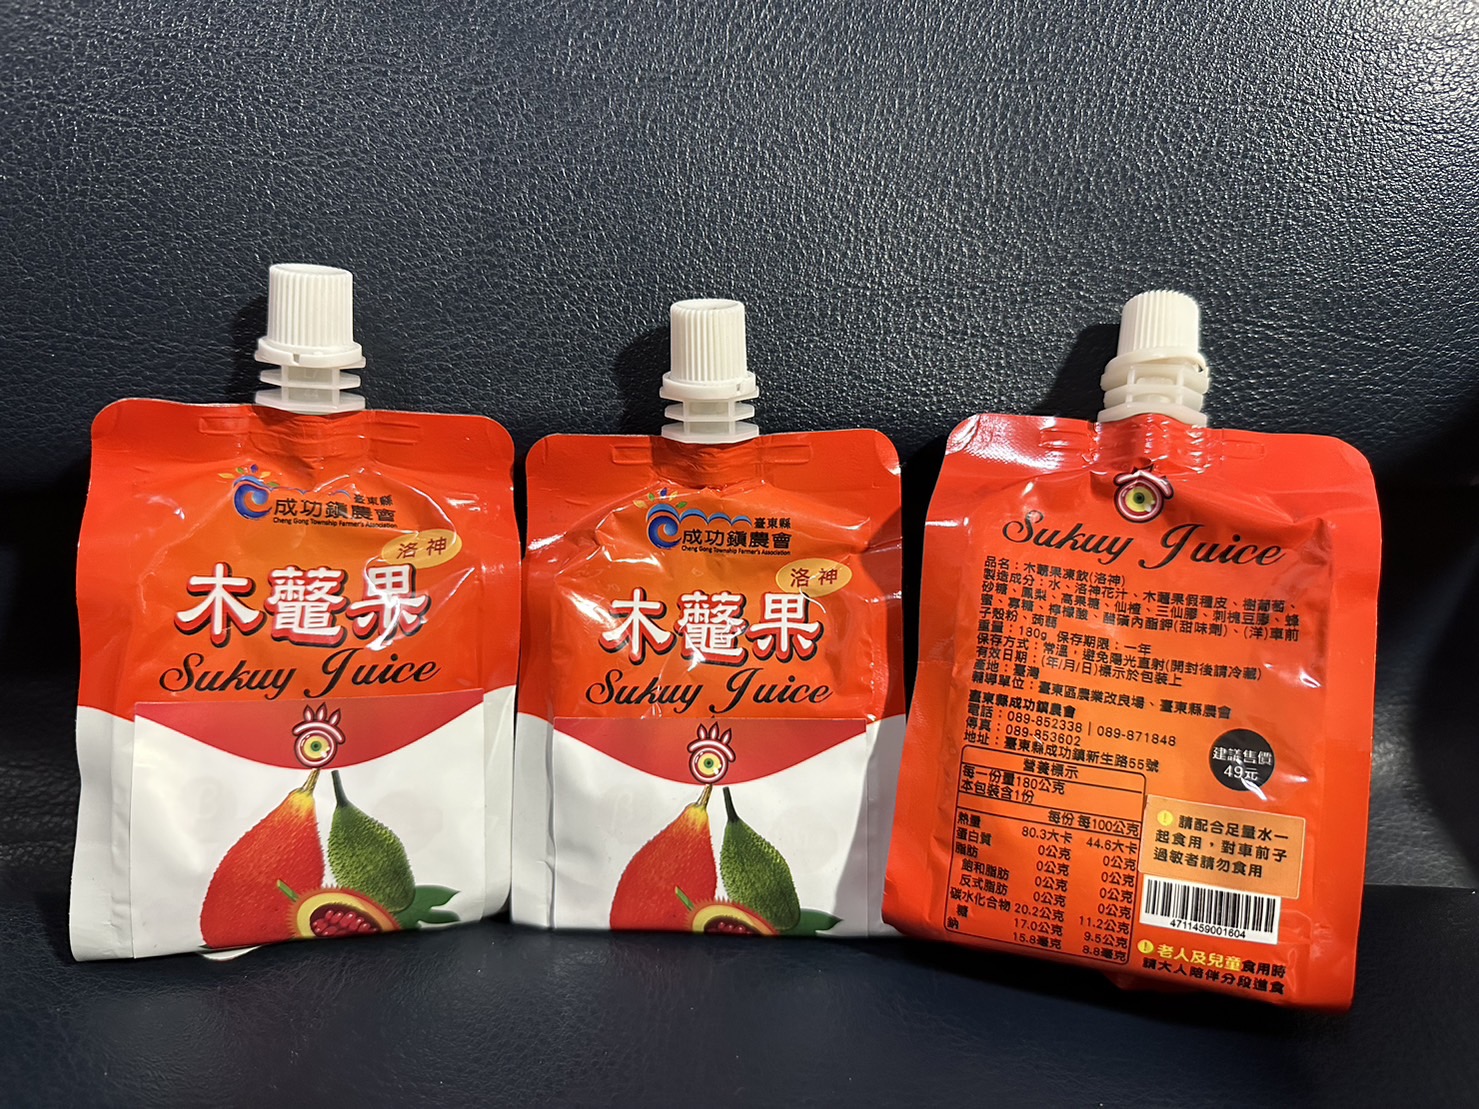 臺東縣
成功鎮農會
Cheng Gong Township Farmer's Association
洛神
木虌果
Sukuy Juice
臺東縣
成功鎮農會
Cheng Gong Township Farmer's Association
洛神
木虌果
Sukuy Juice
Sukuy Juice
品名：木虌果凍飲(洛神)
製造成分：水、洛神花汁、木虌果假種皮、樹葡萄、
砂糖、鳳梨、高果糖、仙楂、三仙膠、刺槐豆膠、蜂
蜜、寡糖、檸檬酸、醋磺內酯鉀(甜味劑)、(洋)車前
子殼粉、蒟蒻
重量：180g 保存期限：一年
保存方式：常溫，避免陽光直射(開封後請冷藏)
有效日期：(年/月/日)標示於包裝上
產地：臺灣
輔導單位：臺東區農業改良場、臺東縣農會
臺東縣成功鎮農會
電話：089-852338 | 089-871848
傳真：089-853602
地址：臺東縣成功鎮新生路55號
建議售價
49元
營養標示
每一份量180公克
本包裝含1份
每份 每100公克
熱量 80.3大卡 44.6大卡
蛋白質 0公克 0公克
脂肪 0公克 0公克
飽和脂肪 0公克 0公克
反式脂肪 0公克 0公克
碳水化合物 20.2公克 11.2公克
糖 17.0公克 9.5公克
鈉 15.8毫克 8.8毫克
請配合足量水一
起食用，對車前子
過敏者請勿食用
4711459001604
老人及兒童食用時
請大人陪伴分段進食